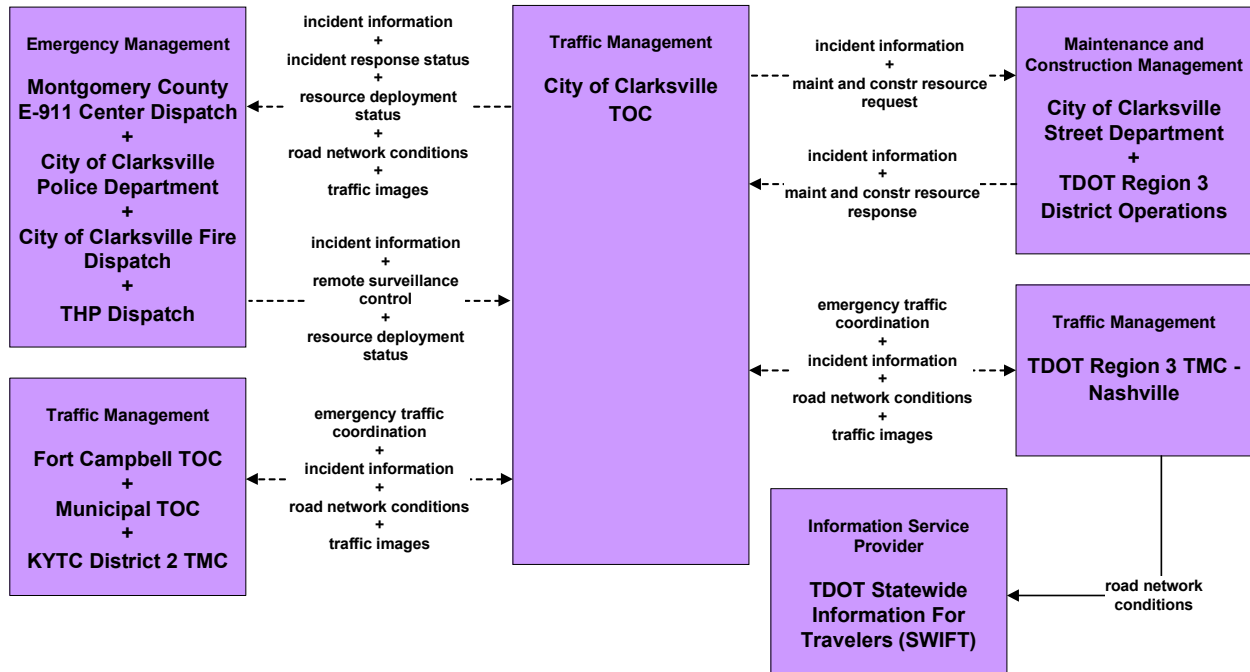 Emergency Management
Montgomery County
E-911 Center Dispatch
+
City of Clarksville
Police Department
+
City of Clarksville Fire
Dispatch
+
THP Dispatch
incident information
+
incident response status
+
resource deployment
status
+
road network conditions
+
traffic images
incident information
+
remote surveillance
control
+
resource deployment
status
Traffic Management
City of Clarksville
TOC
incident information
+
maint and constr resource
request
incident information
+
maint and constr resource
response
Maintenance and
Construction Management
City of Clarksville
Street Department
+
TDOT Region 3
District Operations
Traffic Management
Fort Campbell TOC
+
Municipal TOC
+
KYTC District 2 TMC
emergency traffic
coordination
+
incident information
+
road network conditions
+
traffic images
emergency traffic
coordination
+
incident information
+
road network conditions
+
traffic images
Traffic Management
TDOT Region 3 TMC -
Nashville
Information Service
Provider
TDOT Statewide
Information For
Travelers (SWIFT)
road network
conditions